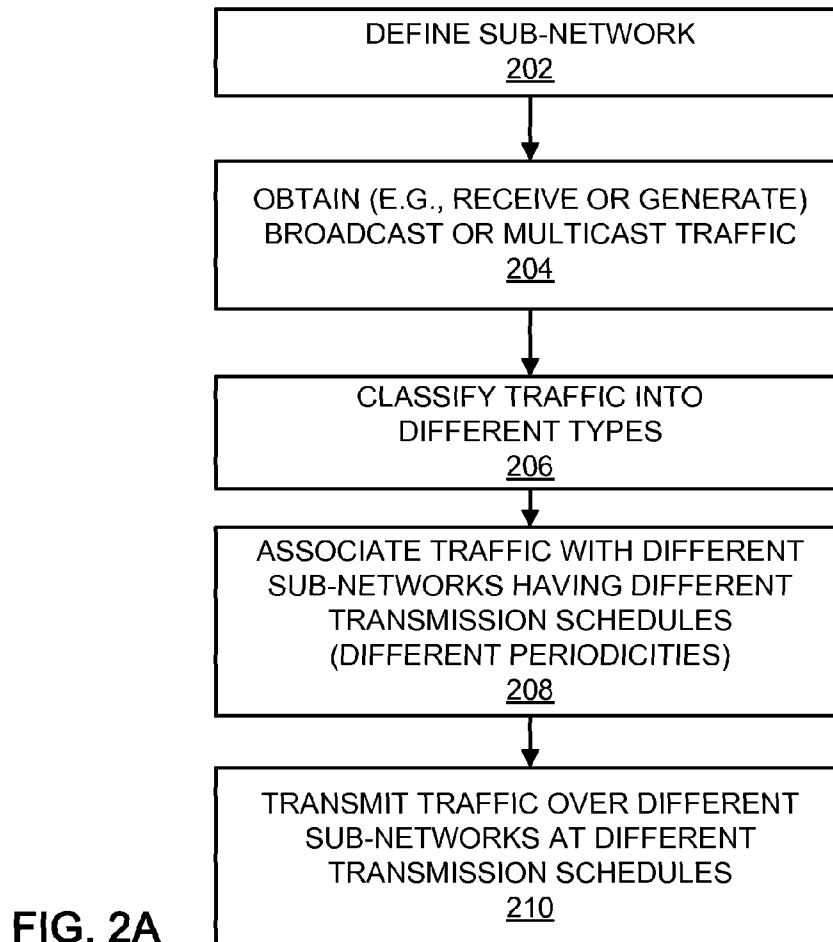 DEFINE SUB-NETWORK
202
OBTAIN (E.G., RECEIVE OR GENERATE)
BROADCAST OR MULTICAST TRAFFIC
204
CLASSIFY TRAFFIC INTO
DIFFERENT TYPES
206
ASSOCIATE TRAFFIC WITH DIFFERENT
SUB-NETWORKS HAVING DIFFERENT
TRANSMISSION SCHEDULES
(DIFFERENT PERIODICITIES)
208
TRANSMIT TRAFFIC OVER DIFFERENT
SUB-NETWORKS AT DIFFERENT
TRANSMISSION SCHEDULES
210
FIG. 2A